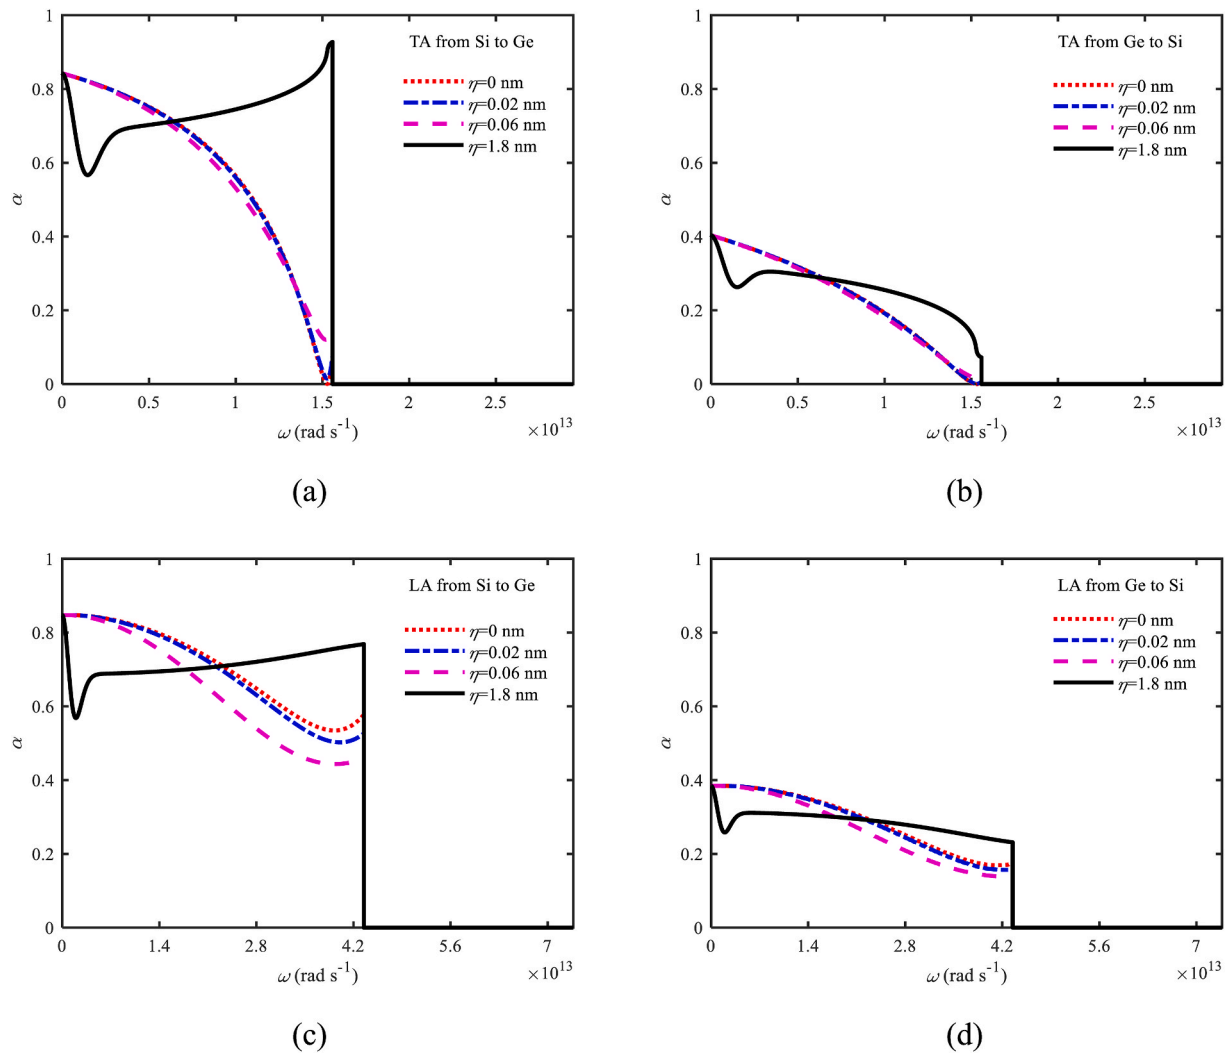 1
TA from Si to Ge
η=0 nm
η=0.02 nm
η=0.06 nm
η=1.8 nm
0.8
0.6
α
0.4
0.2
0
0 0.5 1 1.5 2 2.5
ω (rad s⁻¹) ×10¹³
(a)
1
TA from Ge to Si
η=0 nm
η=0.02 nm
η=0.06 nm
η=1.8 nm
0.8
0.6
α
0.4
0.2
0
0 0.5 1 1.5 2 2.5
ω (rad s⁻¹) ×10¹³
(b)
1
LA from Si to Ge
η=0 nm
η=0.02 nm
η=0.06 nm
η=1.8 nm
0.8
0.6
α
0.4
0.2
0
0 1.4 2.8 4.2 5.6 7
ω (rad s⁻¹) ×10¹³
(c)
1
LA from Ge to Si
η=0 nm
η=0.02 nm
η=0.06 nm
η=1.8 nm
0.8
0.6
α
0.4
0.2
0
0 1.4 2.8 4.2 5.6 7
ω (rad s⁻¹) ×10¹³
(d)